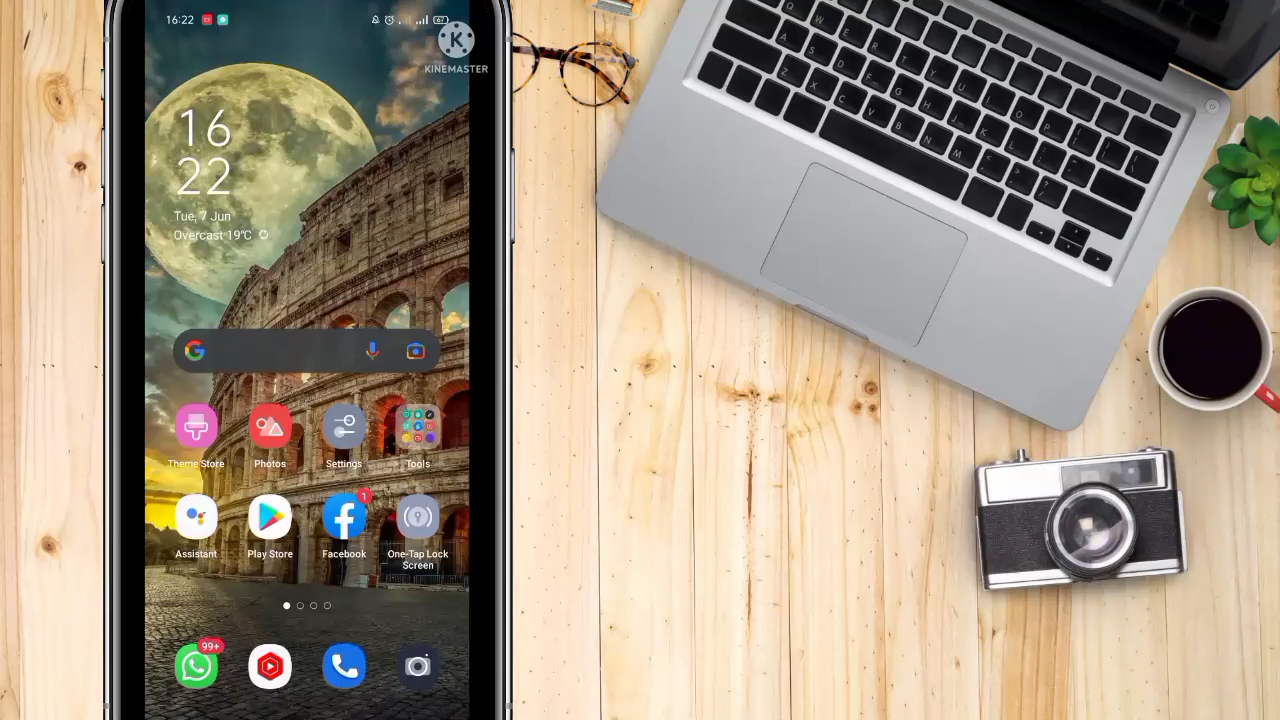 16:22
KINEMASTER
16
22
Tue, 7 Jun
Overcast 19°C
Theme Store
Photos
Settings
Tools
1
Assistant
Play Store
Facebook
One-Tap Lock
Screen
99+